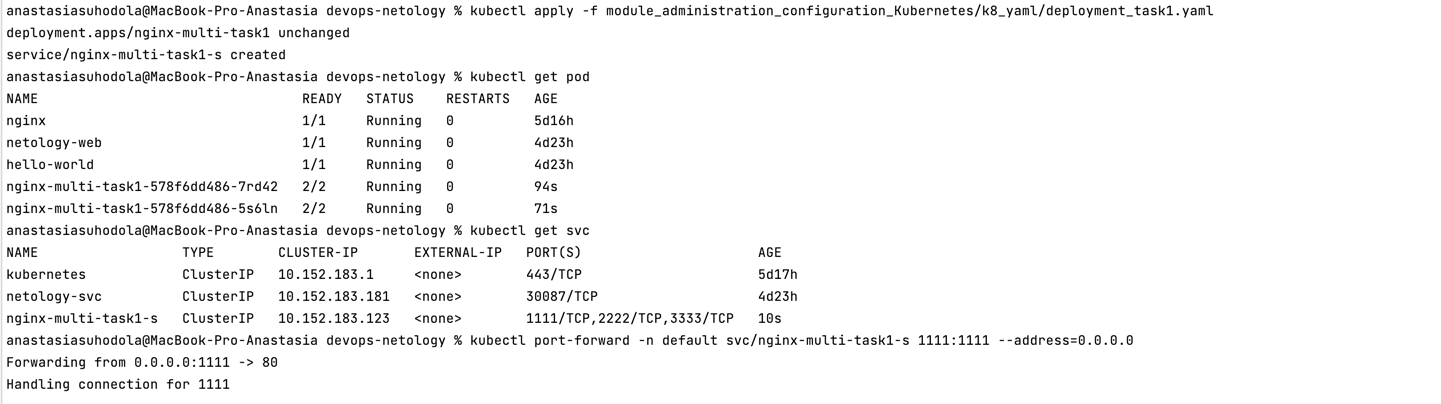 anastasiasuhodola@MacBook-Pro-Anastasia devops-netology % kubectl apply -f module_administration_configuration_Kubernetes/k8_yaml/deployment_task1.yaml
deployment.apps/nginx-multi-task1 unchanged
service/nginx-multi-task1-s created
anastasiasuhodola@MacBook-Pro-Anastasia devops-netology % kubectl get pod
NAME                                 READY   STATUS    RESTARTS   AGE
nginx                                1/1     Running   0          5d16h
netology-web                         1/1     Running   0          4d23h
hello-world                          1/1     Running   0          4d23h
nginx-multi-task1-578f6dd486-7rd42   2/2     Running   0          94s
nginx-multi-task1-578f6dd486-5s6ln   2/2     Running   0          71s
anastasiasuhodola@MacBook-Pro-Anastasia devops-netology % kubectl get svc
NAME                  TYPE        CLUSTER-IP       EXTERNAL-IP   PORT(S)                      AGE
kubernetes            ClusterIP   10.152.183.1     <none>        443/TCP                      5d17h
netology-svc          ClusterIP   10.152.183.181   <none>        30087/TCP                    4d23h
nginx-multi-task1-s   ClusterIP   10.152.183.123   <none>        1111/TCP,2222/TCP,3333/TCP   10s
anastasiasuhodola@MacBook-Pro-Anastasia devops-netology % kubectl port-forward -n default svc/nginx-multi-task1-s 1111:1111 --address=0.0.0.0
Forwarding from 0.0.0.0:1111 -> 80
Handling connection for 1111